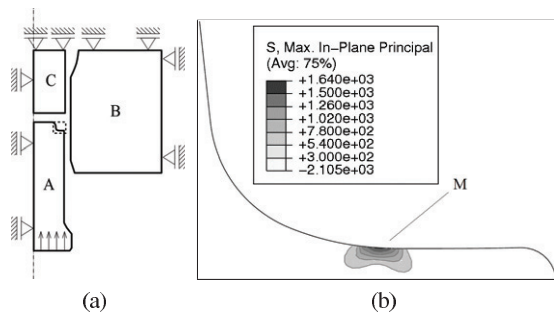 C
B
A
(a)
S, Max. In-Plane Principal
(Avg: 75%)
+1.640e+03
+1.500e+03
+1.260e+03
+1.020e+03
+7.800e+02
+5.400e+02
+3.000e+02
-2.105e+03
M
(b)